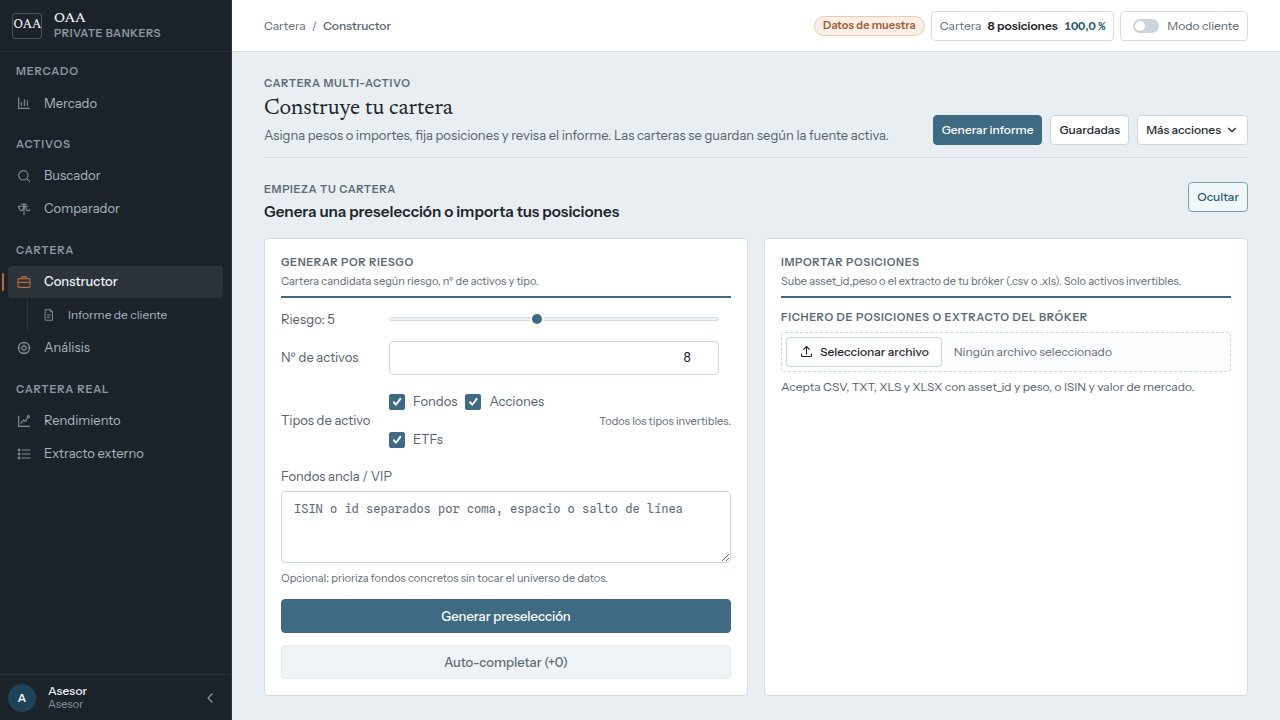 OAA
OAA
PRIVATE BANKERS
MERCADO
Mercado
ACTIVOS
Buscador
Comparador
CARTERA
Constructor
Informe de cliente
Análisis
CARTERA REAL
Rendimiento
Extracto externo
A
Asesor
Asesor
Cartera / Constructor
Datos de muestra
Cartera 8 posiciones 100,0 %
Modo cliente
CARTERA MULTI-ACTIVO
Construye tu cartera
Asigna pesos o importes, fija posiciones y revisa el informe. Las carteras se guardan según la fuente activa.
Generar informe
Guardadas
Más acciones
EMPIEZA TU CARTERA
Genera una preselección o importa tus posiciones
Ocultar
GENERAR POR RIESGO
Cartera candidata según riesgo, nº de activos y tipo.
Riesgo: 5
Nº de activos
8
Tipos de activo
Fondos
Acciones
ETFs
Todos los tipos invertibles.
Fondos ancla / VIP
ISIN o id separados por coma, espacio o salto de línea
Opcional: prioriza fondos concretos sin tocar el universo de datos.
Generar preselección
Auto-completar (+0)
IMPORTAR POSICIONES
Sube asset_id,peso o el extracto de tu bróker (.csv o .xls). Solo activos invertibles.
FICHERO DE POSICIONES O EXTRACTO DEL BRÓKER
Seleccionar archivo
Ningún archivo seleccionado
Acepta CSV, TXT, XLS y XLSX con asset_id y peso, o ISIN y valor de mercado.